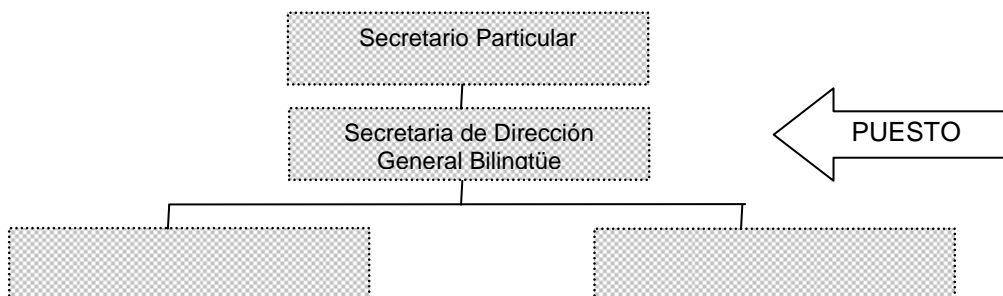 Secretario Particular
Secretaria de Dirección
General Bilingüe
PUESTO